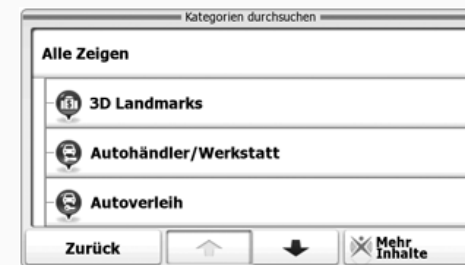 Kategorien durchsuchen
Alle Zeigen
3D Landmarks
Autohändler/Werkstatt
Autoverleih
Zurück
Mehr
Inhalte